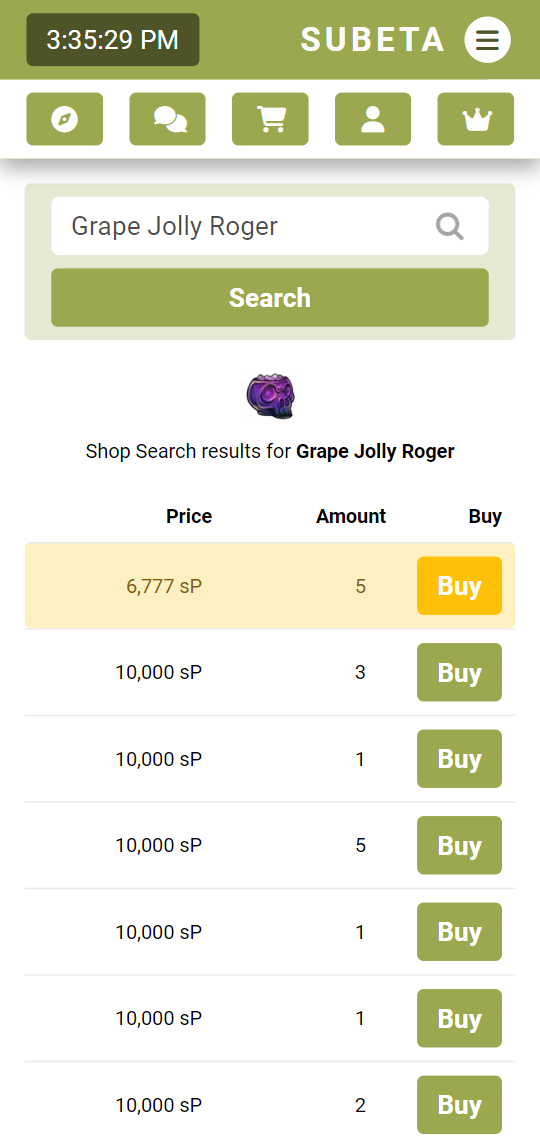 3:35:29 PM SUBETA
Grape Jolly Roger
Search
Shop Search results for Grape Jolly Roger
Price Amount Buy
6,777 sP 5 Buy
10,000 sP 3 Buy
10,000 sP 1 Buy
10,000 sP 5 Buy
10,000 sP 1 Buy
10,000 sP 1 Buy
10,000 sP 2 Buy